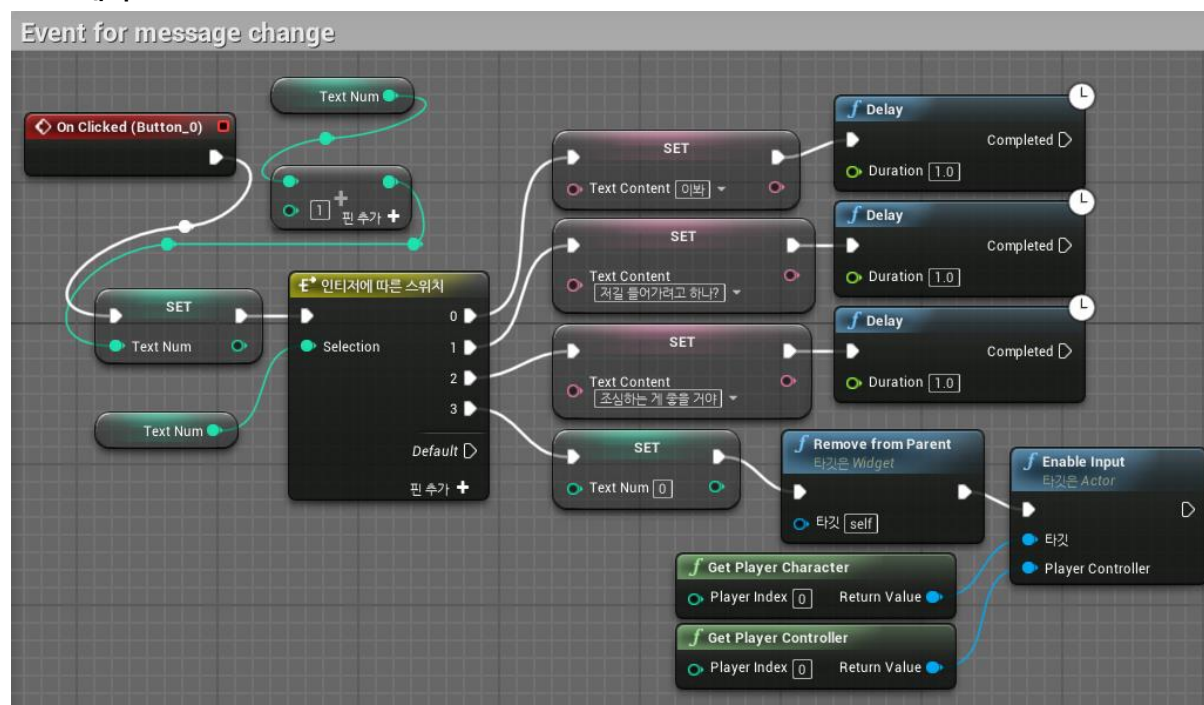 Event for message change
Text Num
On Clicked (Button_0)
1
핀 추가
SET
Text Num
Text Num
인티저에 따른 스위치
Selection
0
1
2
3
Default
핀 추가
SET
Text Content 이봐
Delay
Completed
Duration 1.0
SET
Text Content
저길 들어가려고 하나?
Delay
Completed
Duration 1.0
SET
Text Content
조심하는 게 좋을 거야
Delay
Completed
Duration 1.0
SET
Text Num 0
Remove from Parent
타깃은 Widget
타깃 self
Enable Input
타깃은 Actor
타깃
Player Controller
Get Player Character
Player Index 0 Return Value
Get Player Controller
Player Index 0 Return Value